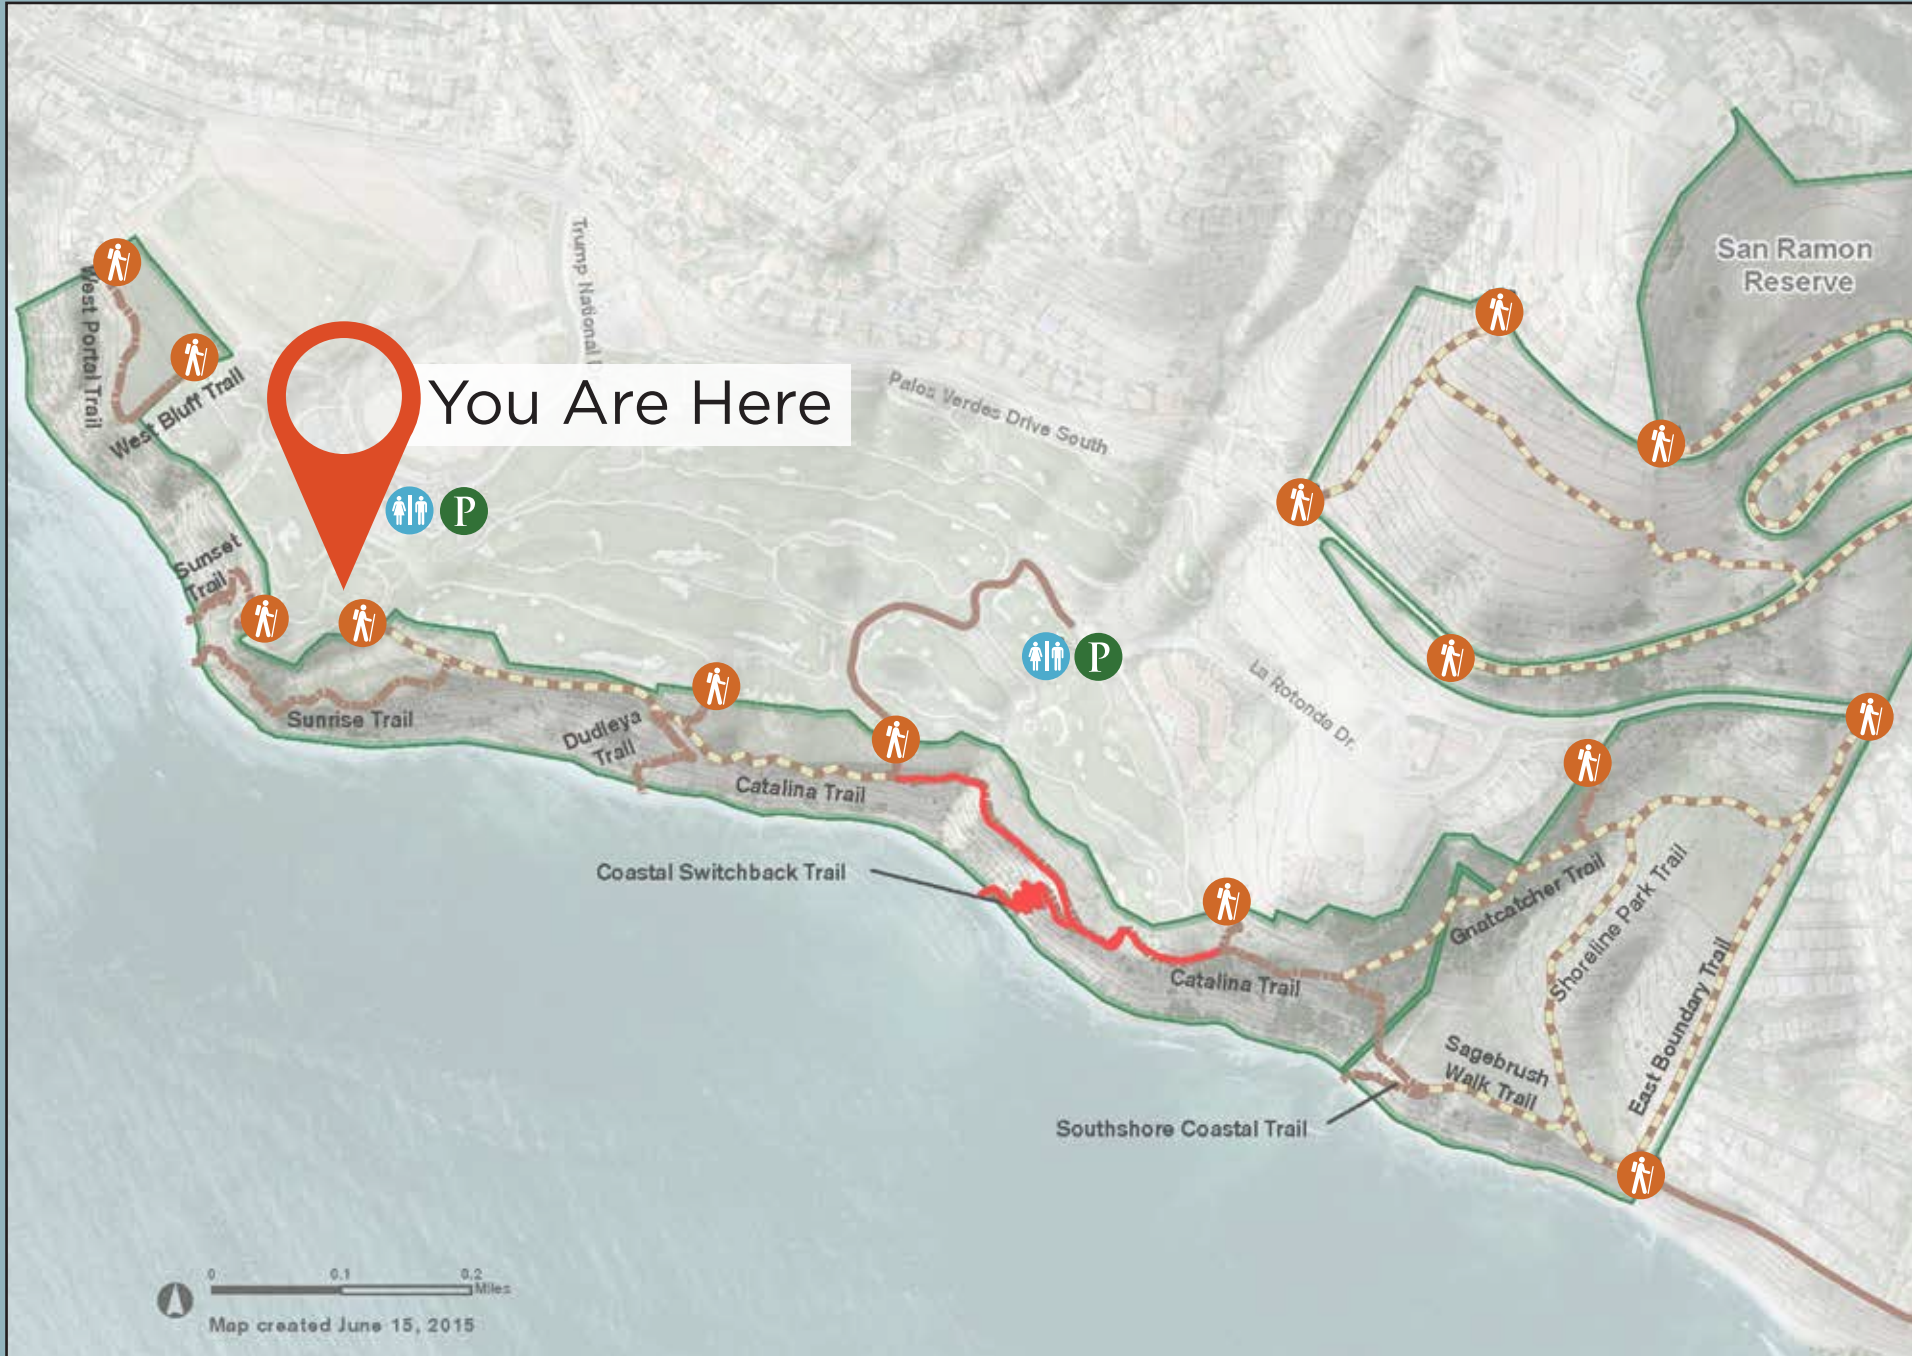 San Ramon
Reserve
Trump National
West Portal Trail
West Bluff Trail
You Are Here
Palos Verdes Drive South
P
Sunset
Trail
P
La Rotonda Dr.
Sunrise Trail
Dudleya
Trail
Catalina Trail
Coastal Switchback Trail
Gnatcatcher Trail
Shoreline Park Trail
Catalina Trail
East Boundary Trail
Sagebrush
Walk Trail
Southshore Coastal Trail
0 0.1 0.2
Miles
Map created June 15, 2015